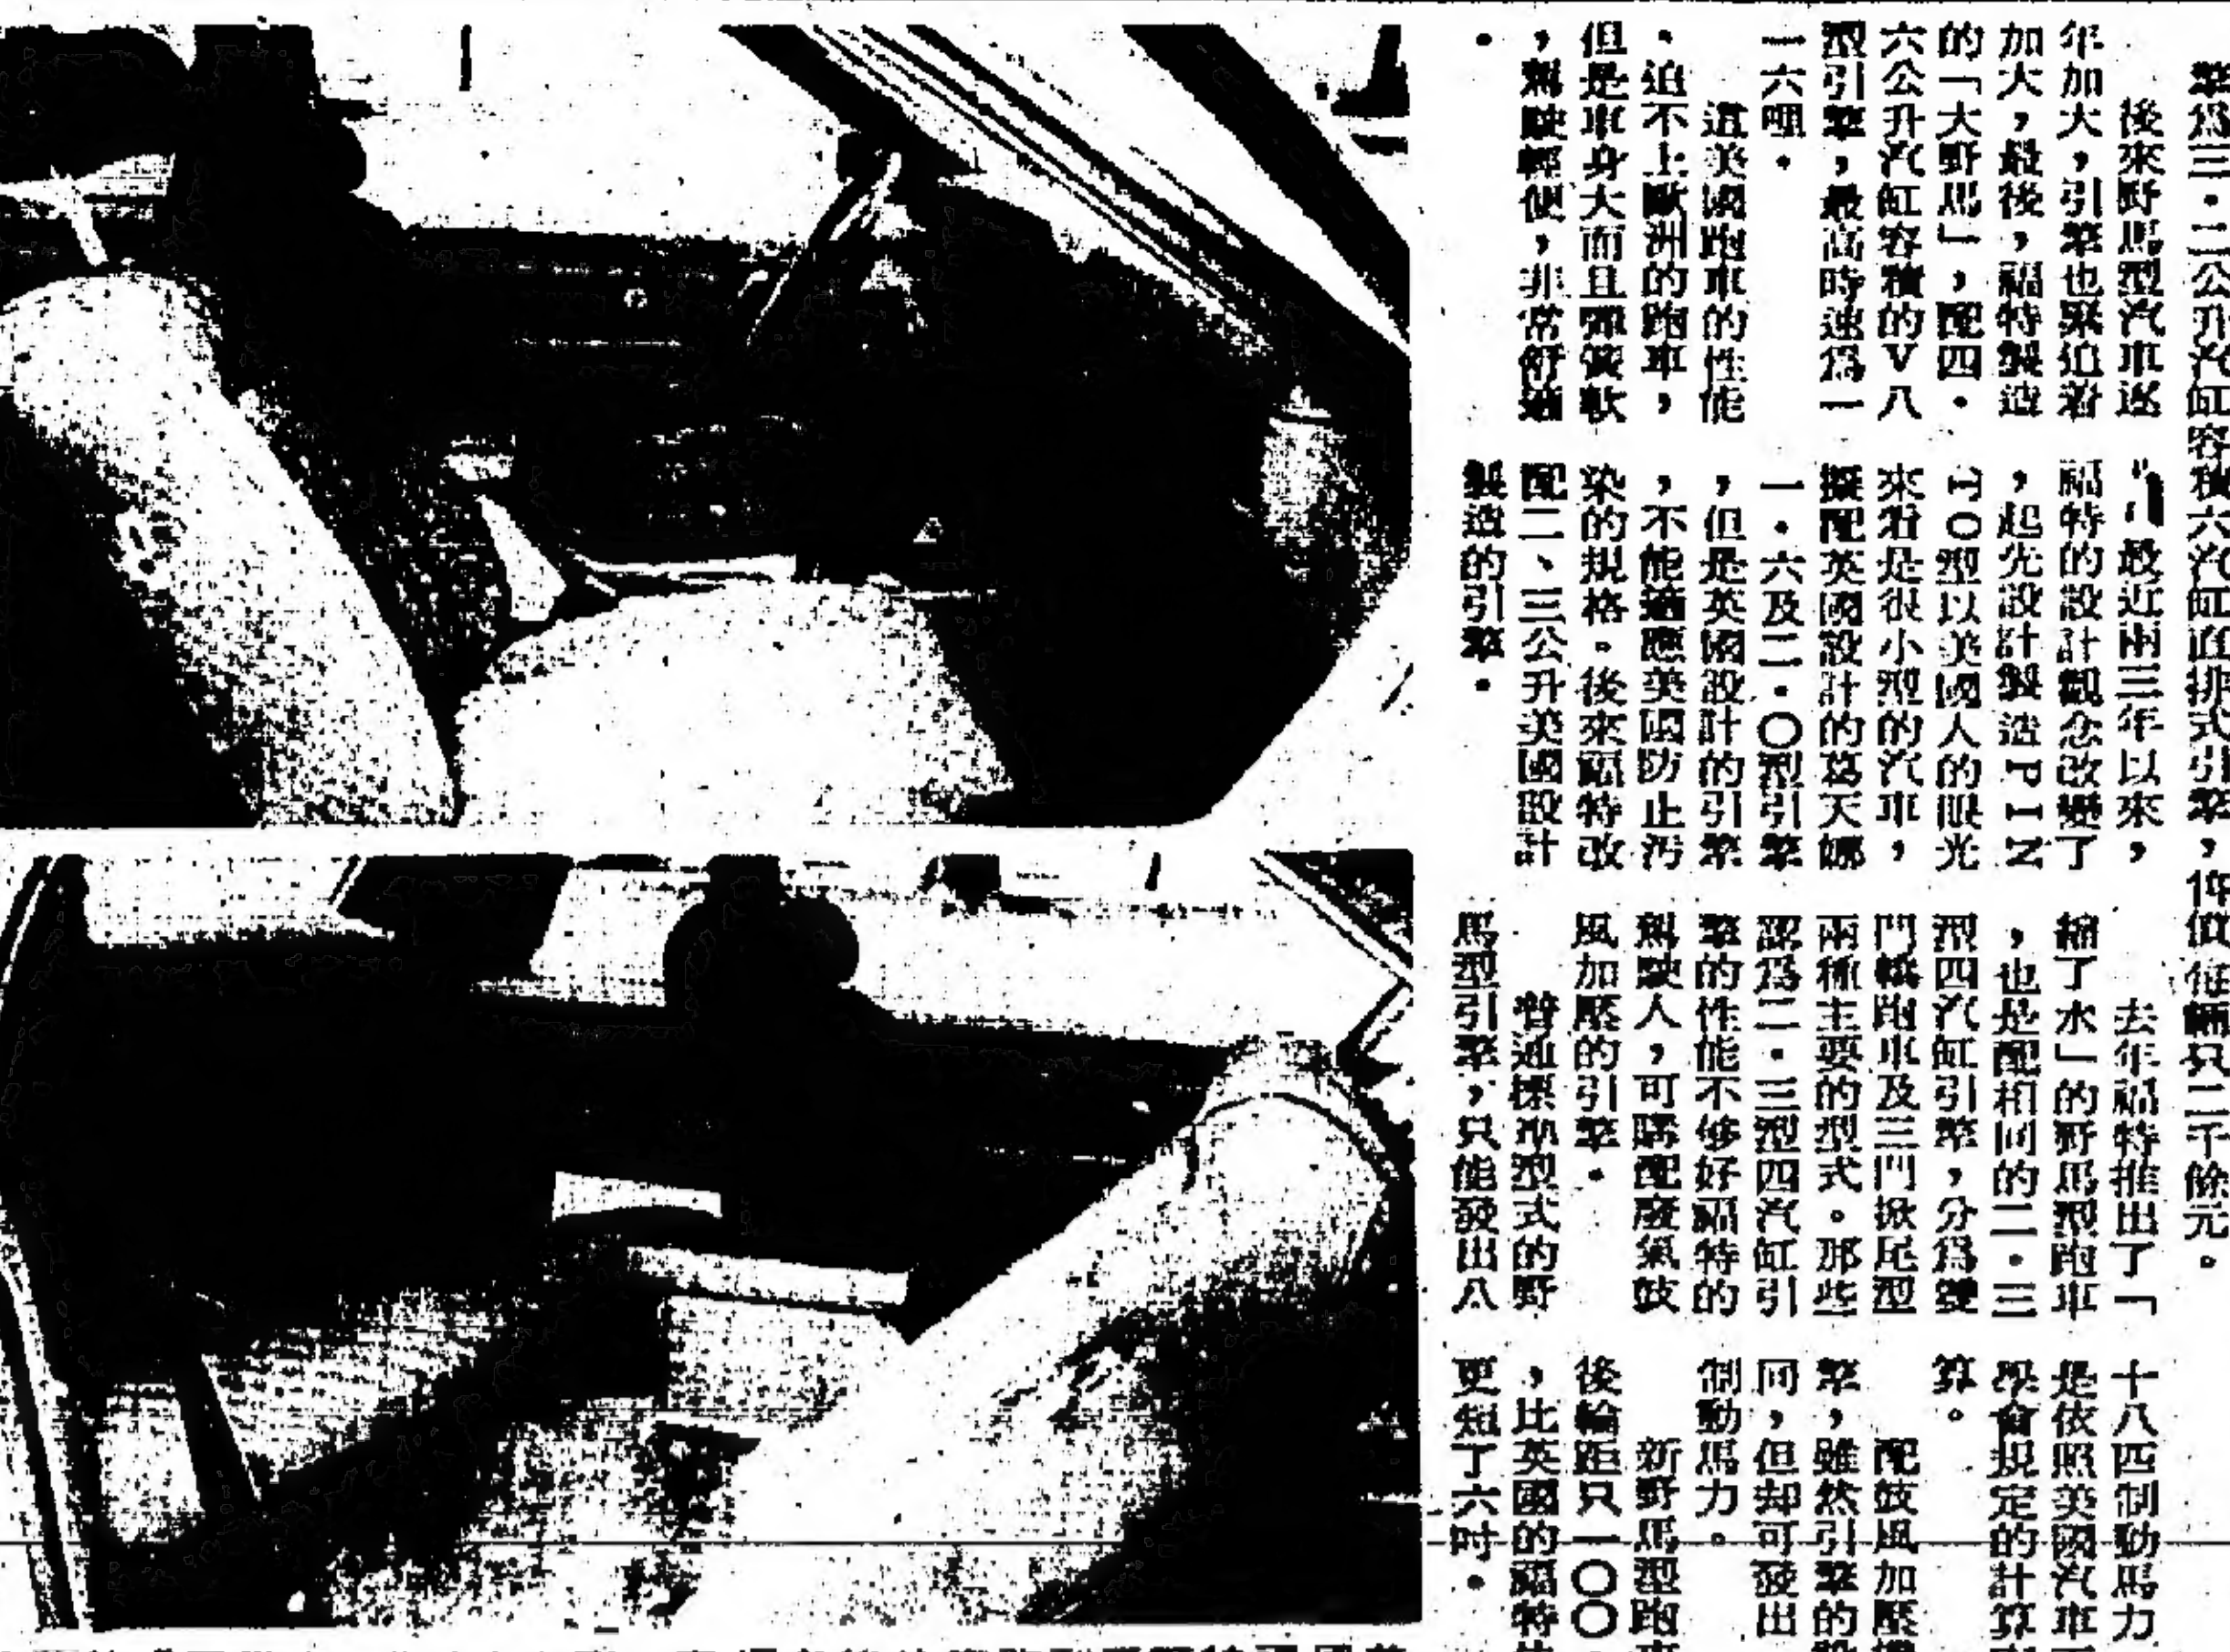 擎為三·二公升汽缸容積六汽缸直排式引擎，售價每輛只二千餘元。
後來野馬型汽車逐
年加大，引擎也累追着
加大，最後，福特製造
的「大野馬」，配四·
六公升汽缸容積的Ｖ八
型引擎，最高時速為一
一六哩·
這美國跑車的性能
·追不上歐洲的跑車，
但是車身大而且彈簧軟
，駕駛輕便，非常舒適
·
最近兩三年以來，
福特的設計觀念改變了
，起先設計製造ＰＩＮ
ＴＯ型以美國人的眼光
來看是很小型的汽車，
擬配英國設計的葛天娜
一·六及二·〇型引擎
，但是英國設計的引擎
，不能適應美國防止污
染的規格。後來福特改
配二、三公升美國設計
製造的引擎·
去年福特推出了「
縮了水」的野馬型跑車
，也是配相同的二·三
型四汽缸引擎，分為雙
門轎跑車及三門掀尾型
兩種主要的型式。那些
認為二·三型四汽缸引
擎的性能不够好福特的
駕駛人，可購配廢氣鼓
風加壓的引擎·
普通標準型式的野
馬型引擎，只能發出八
十八四制動馬力
是依照美國汽車
學會規定的計算
算。
配鼓風加壓
擎，雖然引擎的
同，但却可發出
制動馬力。
新野馬型跑
後輪距只一〇〇·
，比英國的福特
更短了六吋·